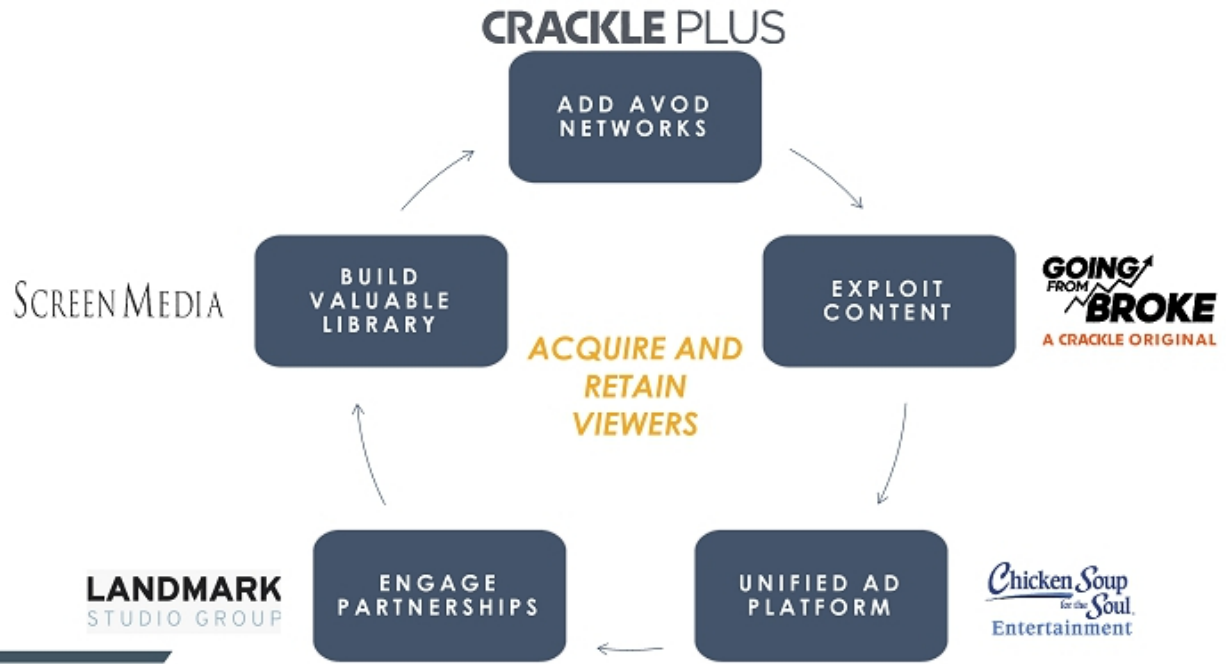 CRACKLE PLUS
ADD AVOD
NETWORKS
BUILD
VALUABLE
LIBRARY
SCREEN MEDIA
EXPLOIT
CONTENT
GOING
FROM
BROKE
A CRACKLE ORIGINAL
ACQUIRE AND
RETAIN
VIEWERS
LANDMARK
STUDIO GROUP
ENGAGE
PARTNERSHIPS
UNIFIED AD
PLATFORM
Chicken Soup
for the Soul
Entertainment